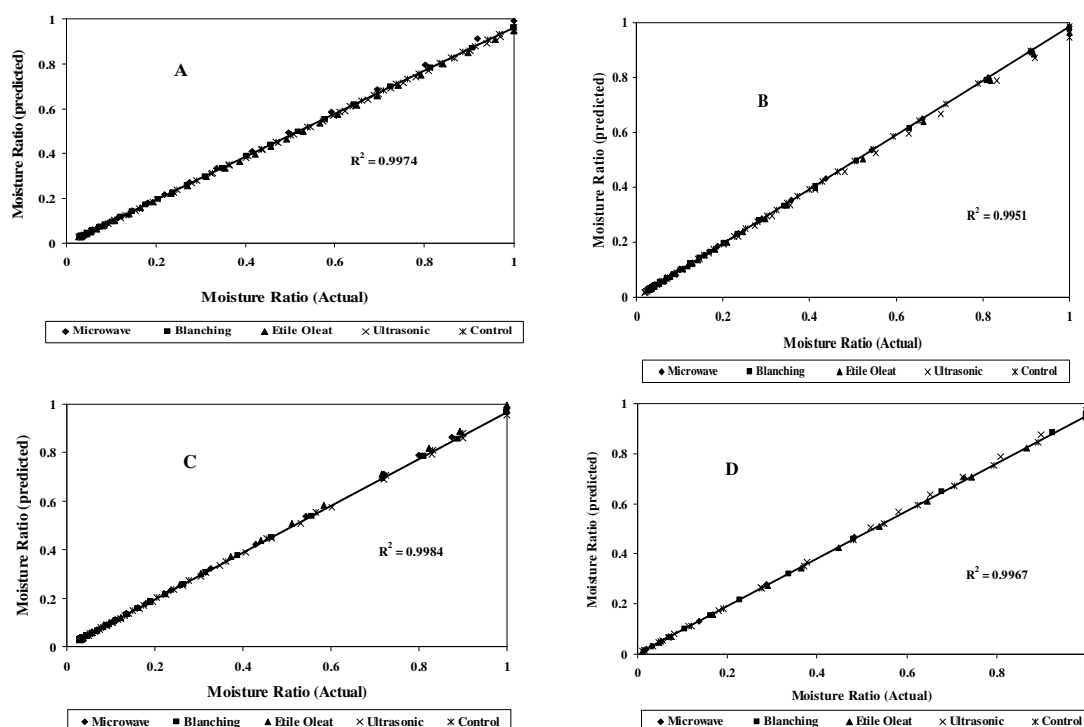 1
0.8
0.6
0.4
0.2
0
Moisture Ratio (predicted)
A
R² = 0.9974
0 0.2 0.4 0.6 0.8 1
Moisture Ratio (Actual)
Microwave Blanching Etile Oleat Ultrasonic Control
1
0.8
0.6
0.4
0.2
0
Moisture Ratio (predicted)
B
R² = 0.9951
0 0.2 0.4 0.6 0.8 1
Moisture Ratio (Actual)
Microwave Blanching Etile Oleat Ultrasonic Control
1
0.8
0.6
0.4
0.2
0
Moisture Ratio (predicted)
C
R² = 0.9984
0 0.2 0.4 0.6 0.8 1
Moisture Ratio (Actual)
Microwave Blanching Etile Oleat Ultrasonic Control
1
0.8
0.6
0.4
0.2
0
Moisture Ratio (predicted)
D
R² = 0.9967
0 0.2 0.4 0.6 0.8
Moisture Ratio (Actual)
Microwave Blanching Etile Oleat Ultrasonic Control